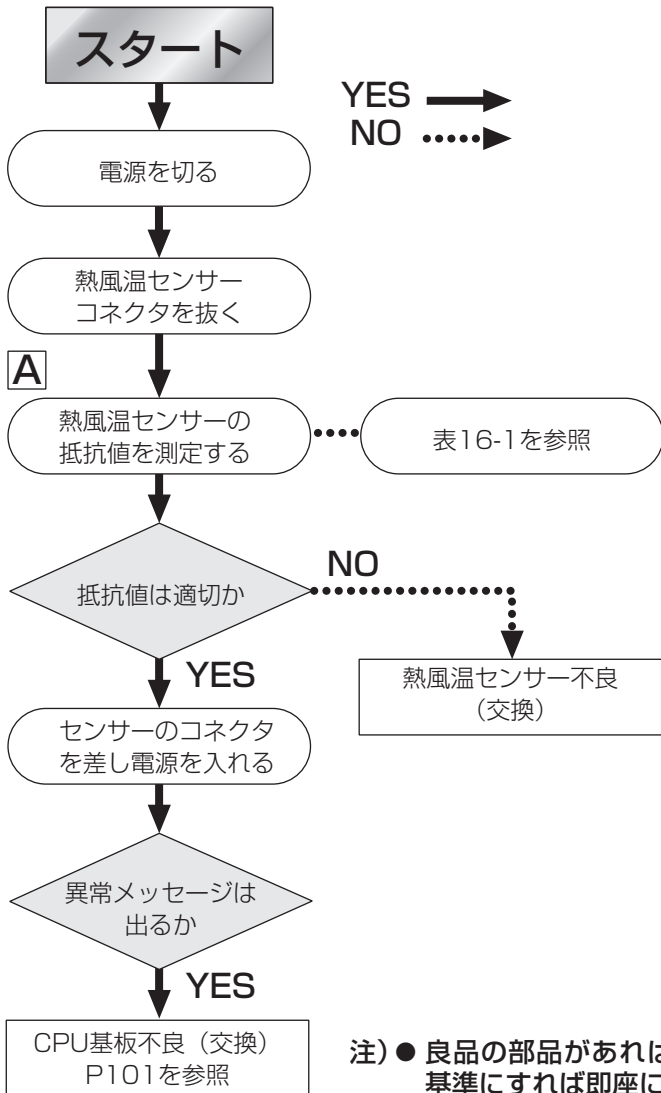 スタート
YES
NO
電源を切る
熱風温センサー
コネクタを抜く
A
熱風温センサーの
抵抗値を測定する
表16-1を参照
抵抗値は適切か
NO
YES
熱風温センサー不良
（交換）
センサーのコネクタ
を差し電源を入れる
異常メッセージは
出るか
YES
CPU基板不良（交換）
P101を参照
注）● 良品の部品があれば
基準にすれば即座に